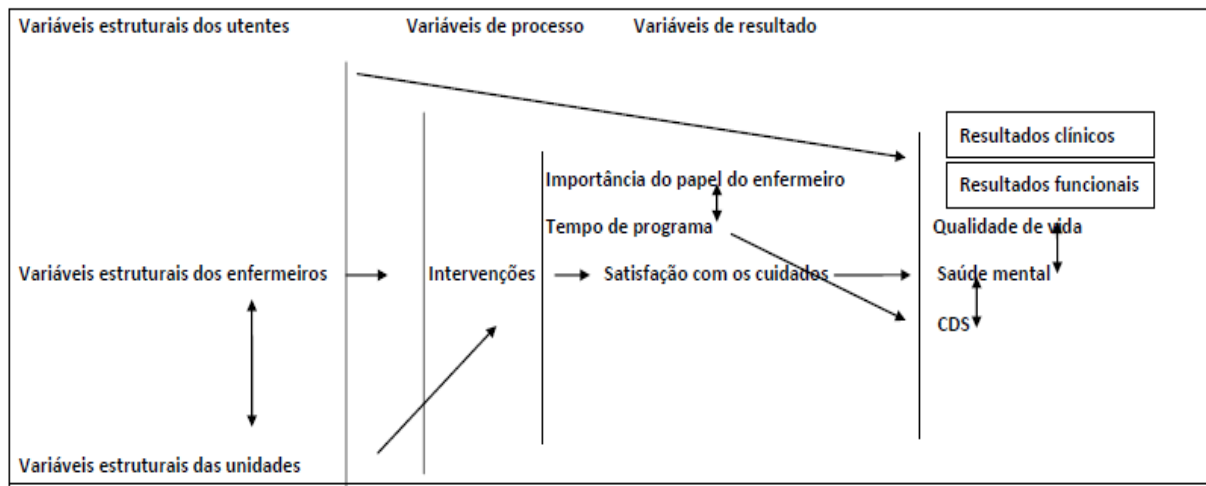 Variáveis estruturais dos utentes
Variáveis de processo
Variáveis de resultado
Resultados clínicos
Importância do papel do enfermeiro
Resultados funcionais
Tempo de programa
Qualidade de vida
Variáveis estruturais dos enfermeiros
Intervenções
Satisfação com os cuidados
Saúde mental
CDS
Variáveis estruturais das unidades